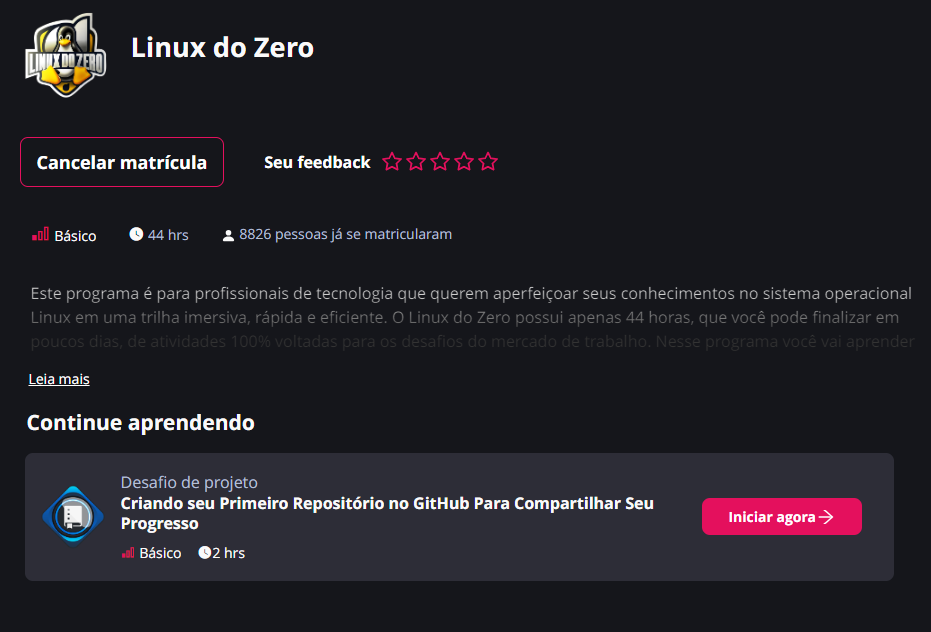 LINUX DO ZERO
Linux do Zero
Cancelar matrícula
Seu feedback
Básico
44 hrs
8826 pessoas já se matricularam
Este programa é para profissionais de tecnologia que querem aperfeiçoar seus conhecimentos no sistema operacional
Linux em uma trilha imersiva, rápida e eficiente. O Linux do Zero possui apenas 44 horas, que você pode finalizar em
poucos dias, de atividades 100% voltadas para os desafios do mercado de trabalho. Nesse programa você vai aprender
Leia mais
Continue aprendendo
Desafio de projeto
Criando seu Primeiro Repositório no GitHub Para Compartilhar Seu
Progresso
Básico
2 hrs
Iniciar agora